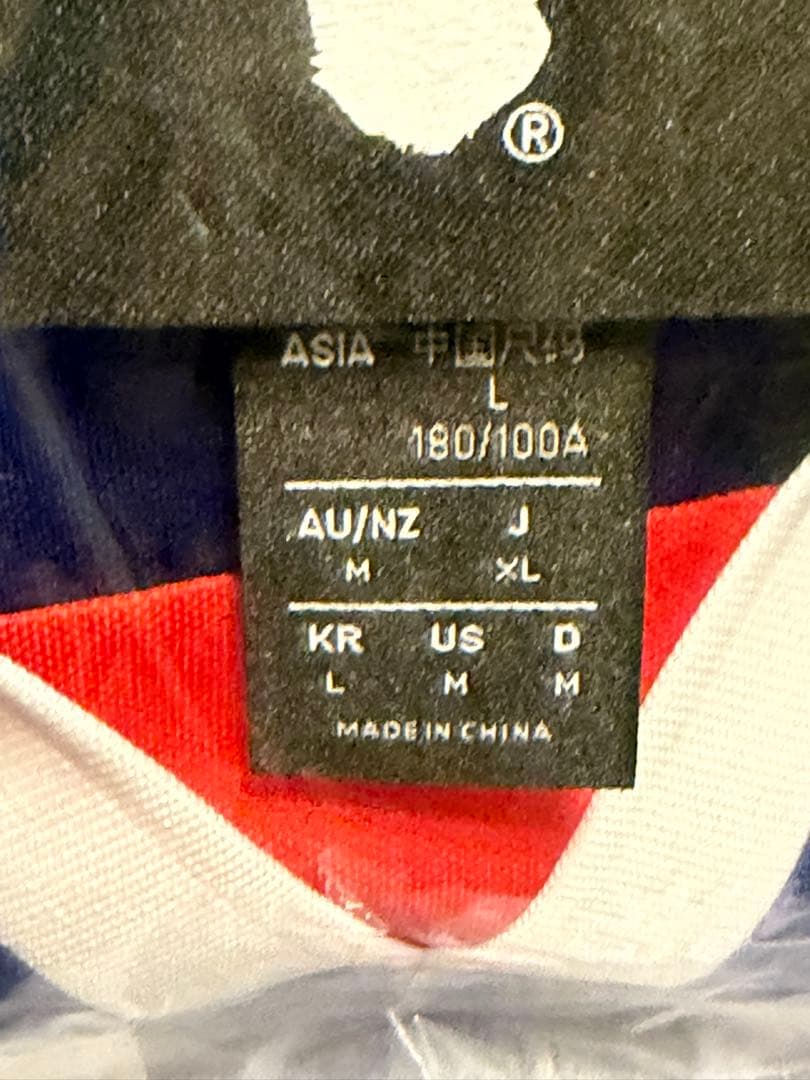 ®
ASIA 中国/尺码
L
180/100A
AU/NZ J
M XL
KR US D
L M M
MADE IN CHINA